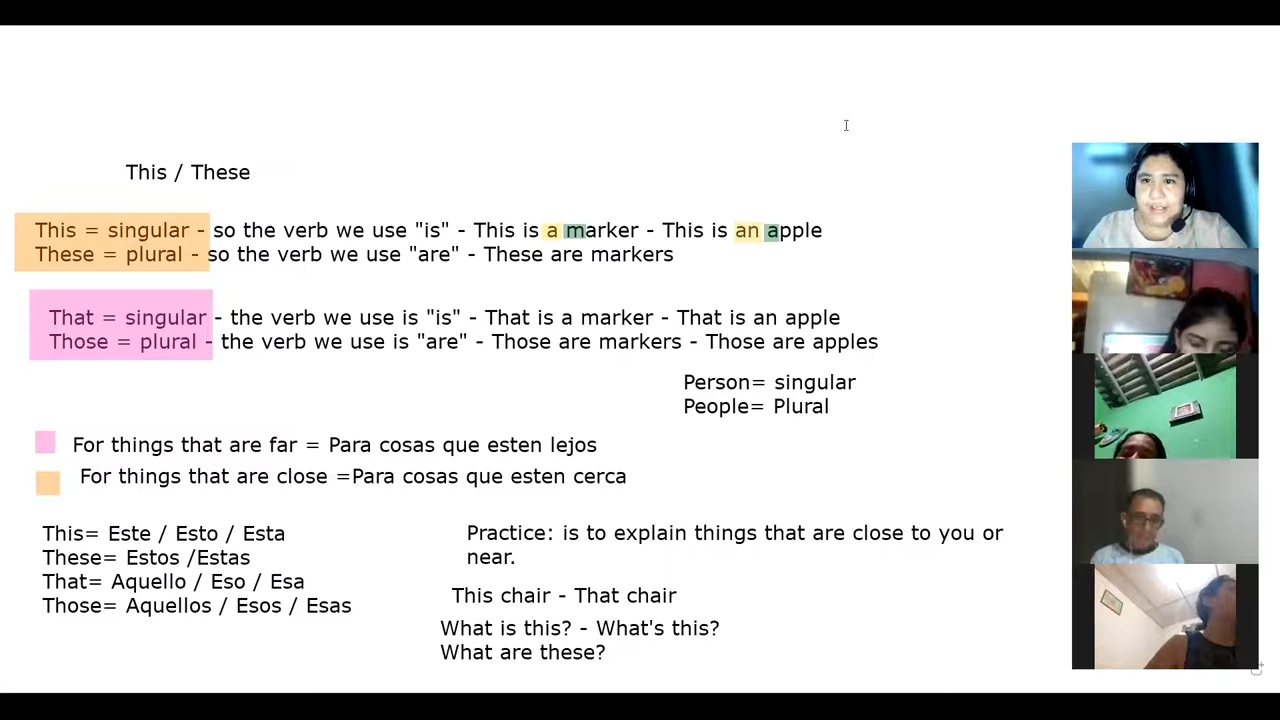 This / These
This = singular - so the verb we use "is" - This is a marker - This is an apple
These = plural - so the verb we use "are" - These are markers
That = singular - the verb we use is "is" - That is a marker - That is an apple
Those = plural - the verb we use is "are" - Those are markers - Those are apples
Person= singular
People= Plural
For things that are far = Para cosas que esten lejos
For things that are close =Para cosas que esten cerca
This= Este / Esto / Esta
These= Estos /Estas
That= Aquello / Eso / Esa
Those= Aquellos / Esos / Esas
Practice: is to explain things that are close to you or
near.
This chair - That chair
What is this? - What's this?
What are these?